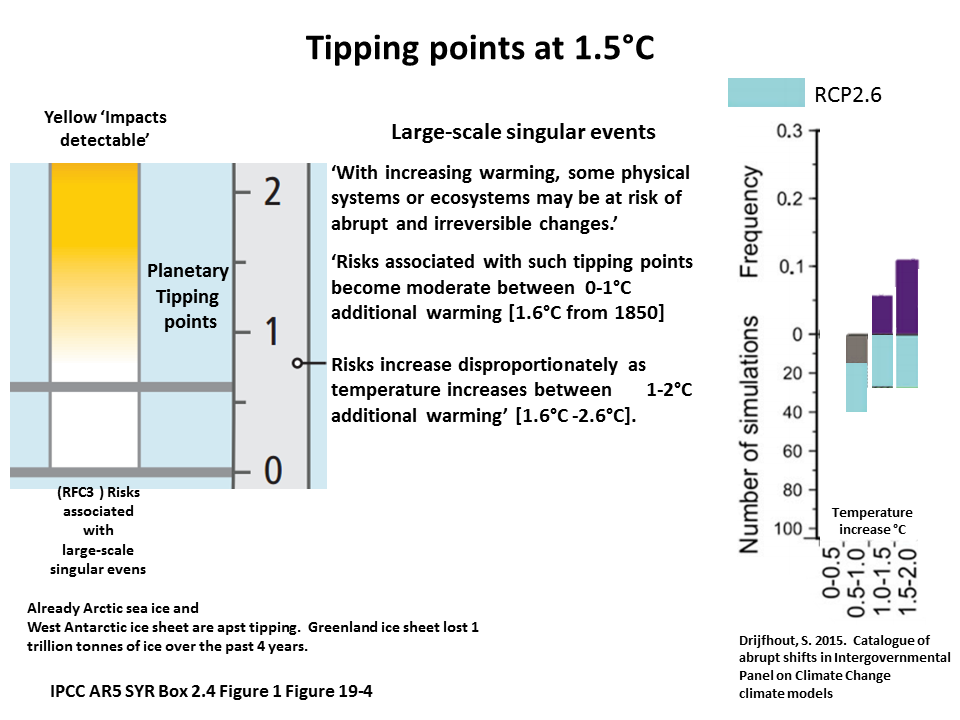 Tipping points at 1.5°C
Yellow ‘Impacts
detectable’
2
1
0
Planetary
Tipping
points
(RFC3 ) Risks
associated
with
large-scale
singular evens
Large-scale singular events
‘With increasing warming, some physical
systems or ecosystems may be at risk of
abrupt and irreversible changes.’
‘Risks associated with such tipping points
become moderate between 0-1°C
additional warming [1.6°C from 1850]
Risks increase disproportionately as
temperature increases between 1-2°C
additional warming’ [1.6°C -2.6°C].
RCP2.6
0.3
0.2
0.1
0
20
40
60
80
100
Frequency
Number of simulations
Temperature
increase °C
0-0.5
0.5-1.0
1.0-1.5
1.5-2.0
Already Arctic sea ice and
West Antarctic ice sheet are apst tipping. Greenland ice sheet lost 1
trillion tonnes of ice over the past 4 years.
IPCC AR5 SYR Box 2.4 Figure 1 Figure 19-4
Drijfhout, S. 2015. Catalogue of
abrupt shifts in Intergovernmental
Panel on Climate Change
climate models